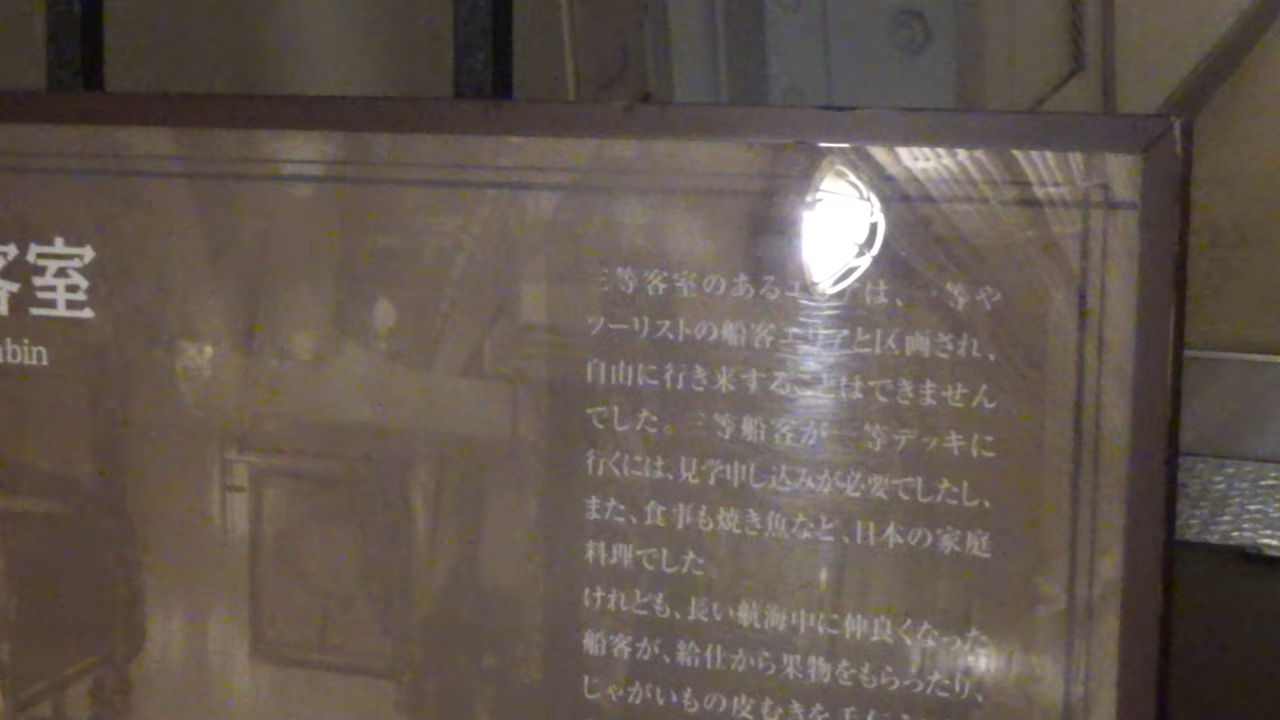 客室
abin
三等客室のあるエリアは、一等や
ツーリストの船客エリアと区画され、
自由に行き来することはできません
でした。三等船客が一等デッキに
行くには、見学申し込みが必要でしたし、
また、食事も焼き魚など、日本の家庭
料理でした。
けれども、長い航海中に仲良くなった
船客が、給仕から果物をもらったり、
じゃがいもの皮むきを